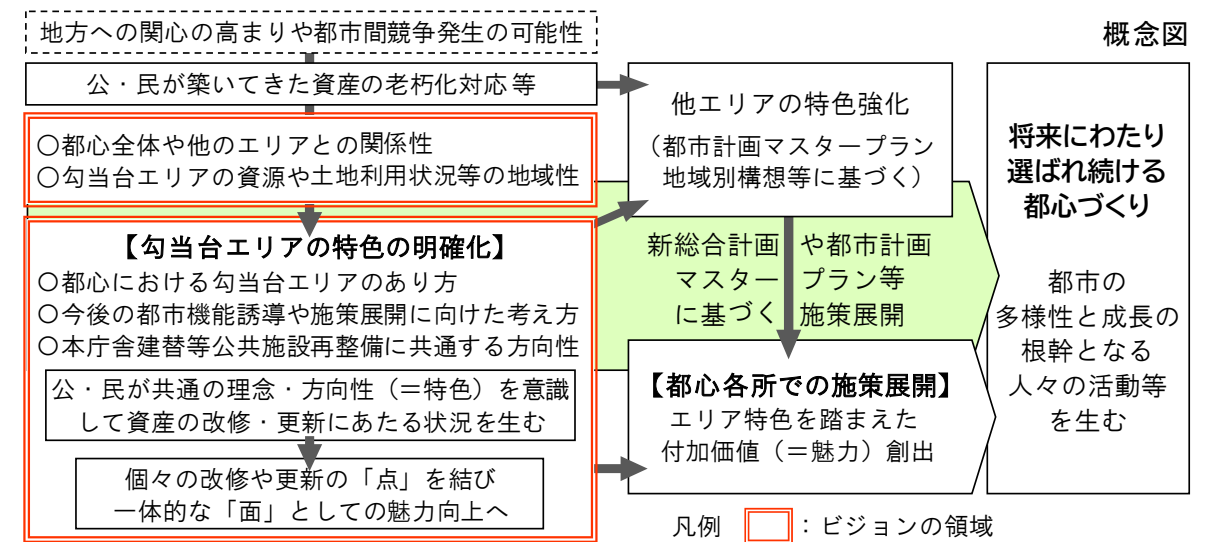 概念図
地方への関心の高まりや都市間競争発生の可能性
公・民が築いてきた資産の老朽化対応等
○都心全体や他のエリアとの関係性
○勾当台エリアの資源や土地利用状況等の地域性
【勾当台エリアの特色の明確化】
○都心における勾当台エリアのあり方
○今後の都市機能誘導や施策展開に向けた考え方
○本庁舎建替等公共施設再整備に共通する方向性
公・民が共通の理念・方向性（＝特色）を意識
して資産の改修・更新にあたる状況を生む
個々の改修や更新の「点」を結び
一体的な「面」としての魅力向上へ
他エリアの特色強化
（都市計画マスタープラン
地域別構想等に基づく）
新総合計画や都市計画
マスタープラン等
に基づく施策展開
【都心各所での施策展開】
エリア特色を踏まえた
付加価値（＝魅力）創出
将来にわたり
選ばれ続ける
都心づくり
都市の
多様性と成長の
根幹となる
人々の活動等
を生む
凡例 ：ビジョンの領域